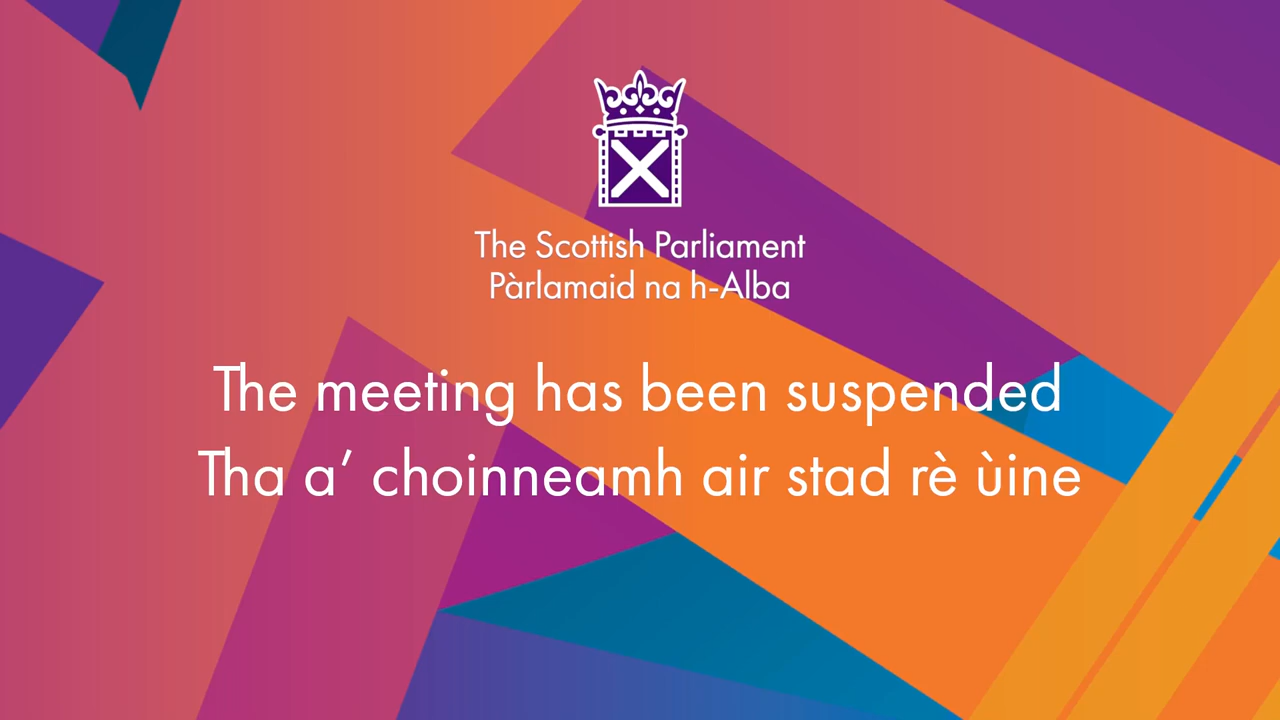 The Scottish Parliament
Pàrlamaid na h-Alba
The meeting has been suspended
Tha a’ choinneamh air stad rè ùine